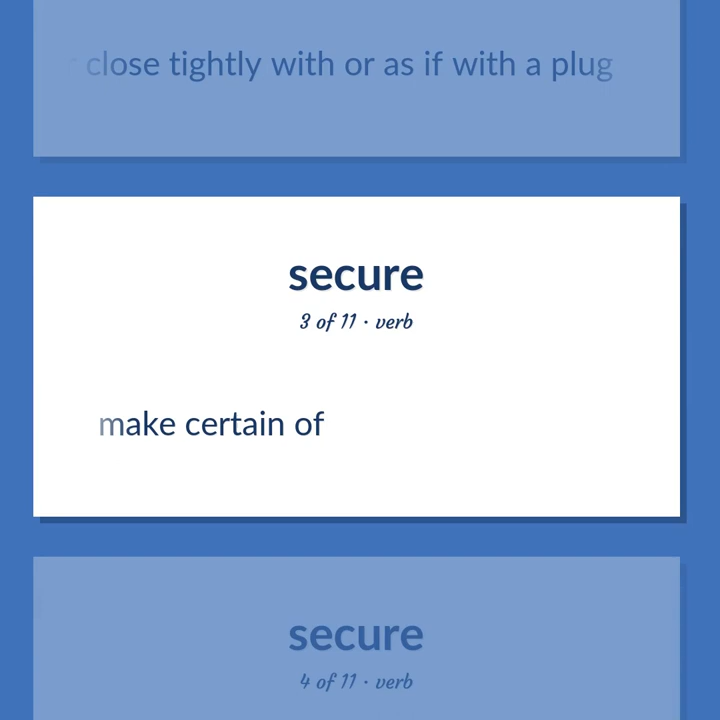 close tightly with or as if with a plug
secure
3 of 11 · verb
make certain of
secure
4 of 11 · verb